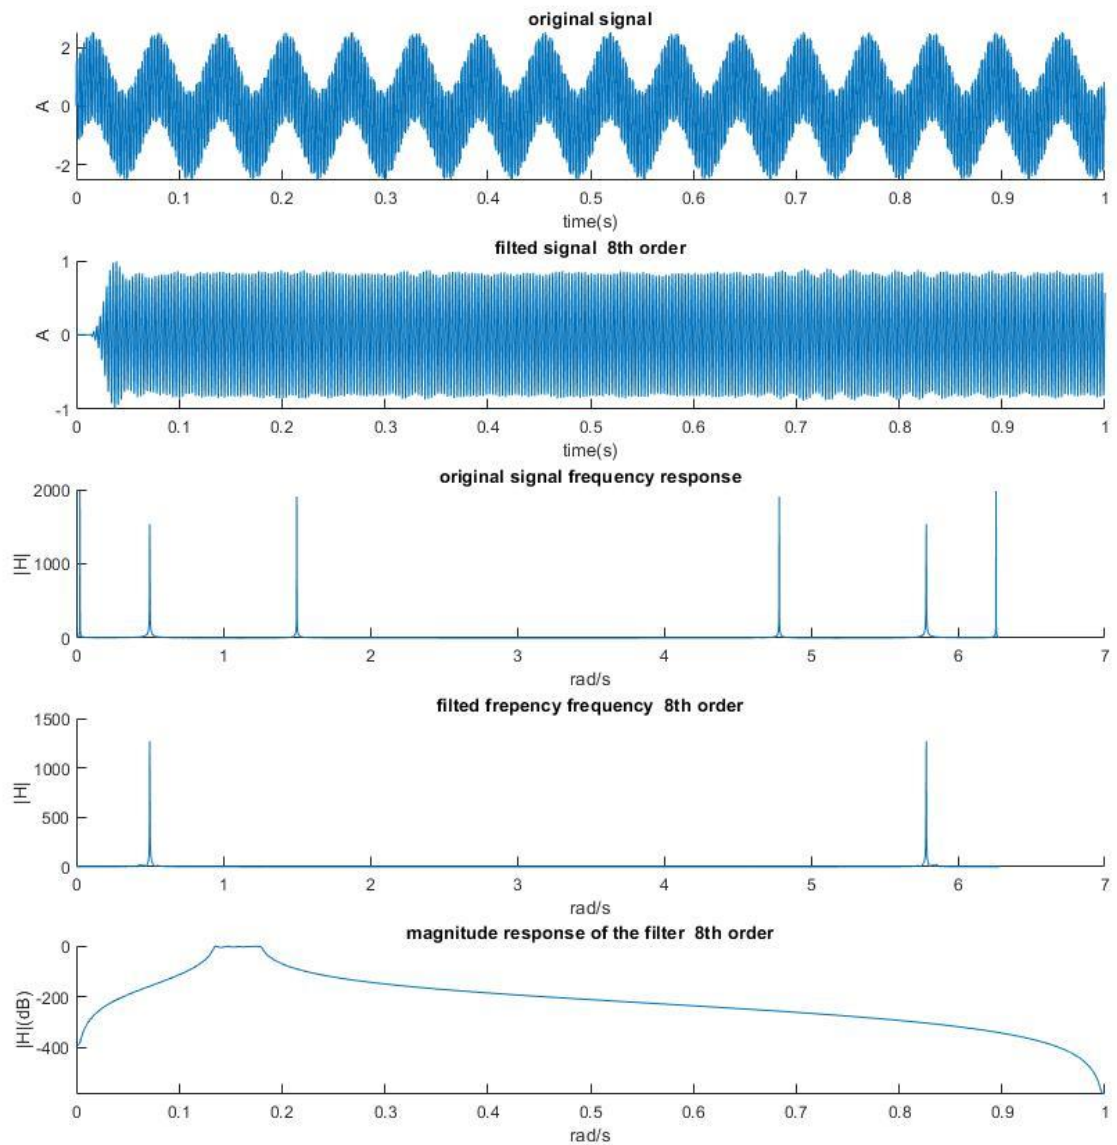 original signal
2
0
-2
A
0 0.1 0.2 0.3 0.4 0.5 0.6 0.7 0.8 0.9 1
time(s)
filted signal 8th order
1
0
-1
A
0 0.1 0.2 0.3 0.4 0.5 0.6 0.7 0.8 0.9 1
time(s)
original signal frequency response
2000
1000
0
|H|
0 1 2 3 4 5 6 7
rad/s
filted frepency frequency 8th order
1500
1000
500
0
|H|
0 1 2 3 4 5 6 7
rad/s
magnitude response of the filter 8th order
0
-200
-400
|H|(dB)
0 0.1 0.2 0.3 0.4 0.5 0.6 0.7 0.8 0.9 1
rad/s